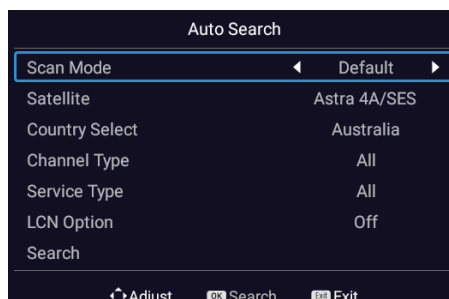 Auto Search
Scan Mode Default
Satellite Astra 4A/SES
Country Select Australia
Channel Type All
Service Type All
LCN Option Off
Search
Adjust OK Search Exit Exit